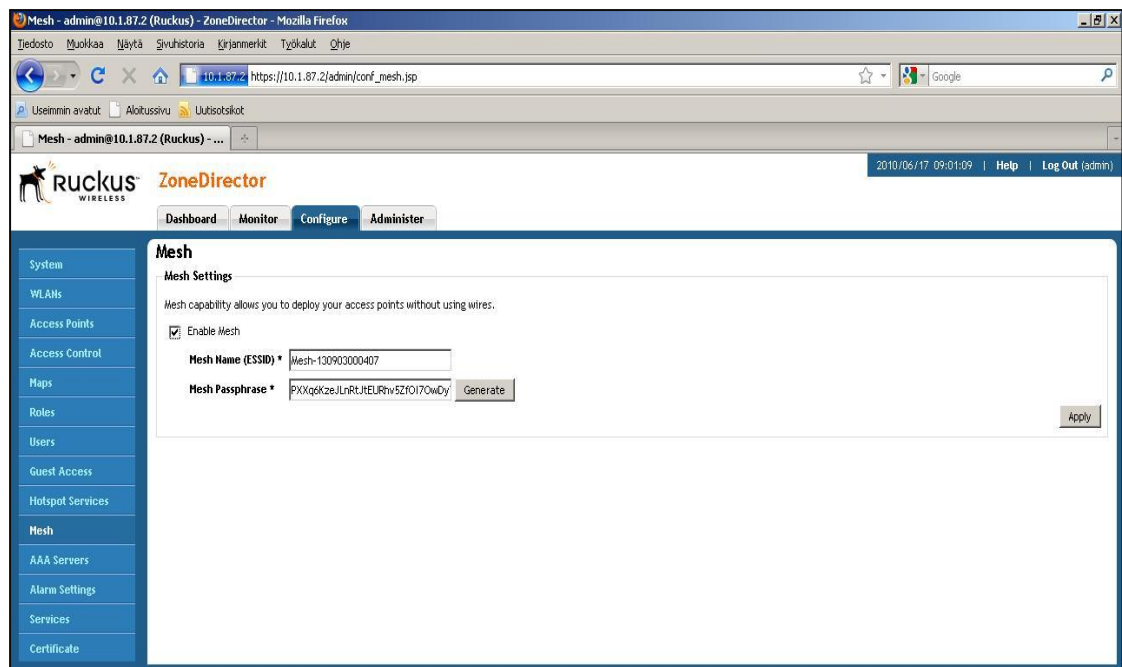 Mesh - admin@10.1.87.2 (Ruckus) - ZoneDirector - Mozilla Firefox
Tiedosto Muokkaa Näytä Sivuhistoria Kirjanmerkit Työkalut Ohje
10.1.87.2 https://10.1.87.2/admin/conf_mesh.jsp Google
Useimmin avatut Aloitussivu Uutisotsikot
Mesh - admin@10.1.87.2 (Ruckus) - ...
2010/06/17 09:01:09 | Help | Log Out (admin)
RUCKUS WIRELESS
ZoneDirector
Dashboard Monitor Configure Administer
System
WLANs
Access Points
Access Control
Maps
Roles
Users
Guest Access
Hotspot Services
Mesh
AAA Servers
Alarm Settings
Services
Certificate
Mesh
Mesh Settings
Mesh capability allows you to deploy your access points without using wires.
Enable Mesh
Mesh Name (ESSID) * Mesh-130903000407
Mesh Passphrase * Generate
Apply